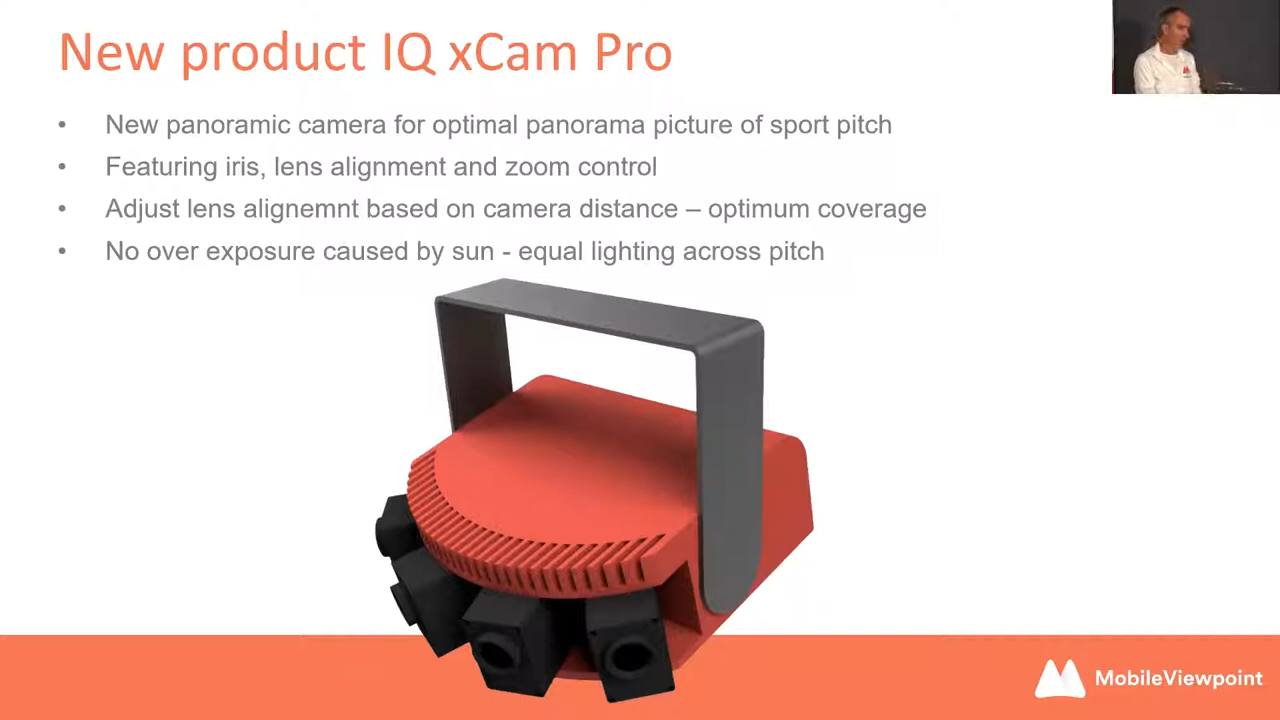 New product IQ xCam Pro
• New panoramic camera for optimal panorama picture of sport pitch
• Featuring iris, lens alignment and zoom control
• Adjust lens alignemnt based on camera distance – optimum coverage
• No over exposure caused by sun - equal lighting across pitch
MobileViewpoint